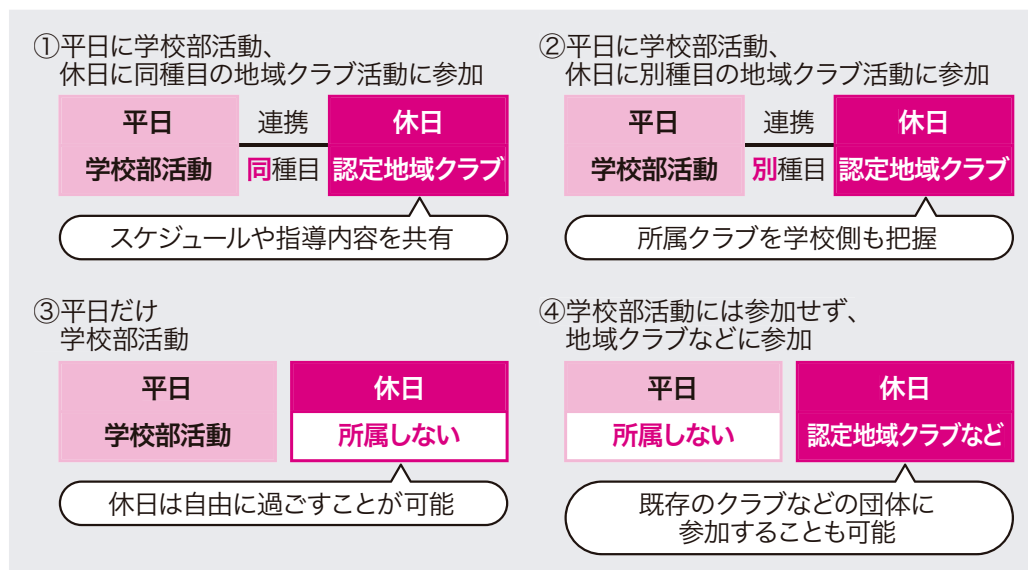 ①平日に学校部活動、
休日に同種目の地域クラブ活動に参加
平日
学校部活動
連携
同種目
休日
認定地域クラブ
スケジュールや指導内容を共有
②平日に学校部活動、
休日に別種目の地域クラブ活動に参加
平日
学校部活動
連携
別種目
休日
認定地域クラブ
所属クラブを学校側も把握
③平日だけ
学校部活動
平日
学校部活動
休日
所属しない
休日は自由に過ごすことが可能
④学校部活動には参加せず、
地域クラブなどに参加
平日
所属しない
休日
認定地域クラブなど
既存のクラブなどの団体に
参加することも可能